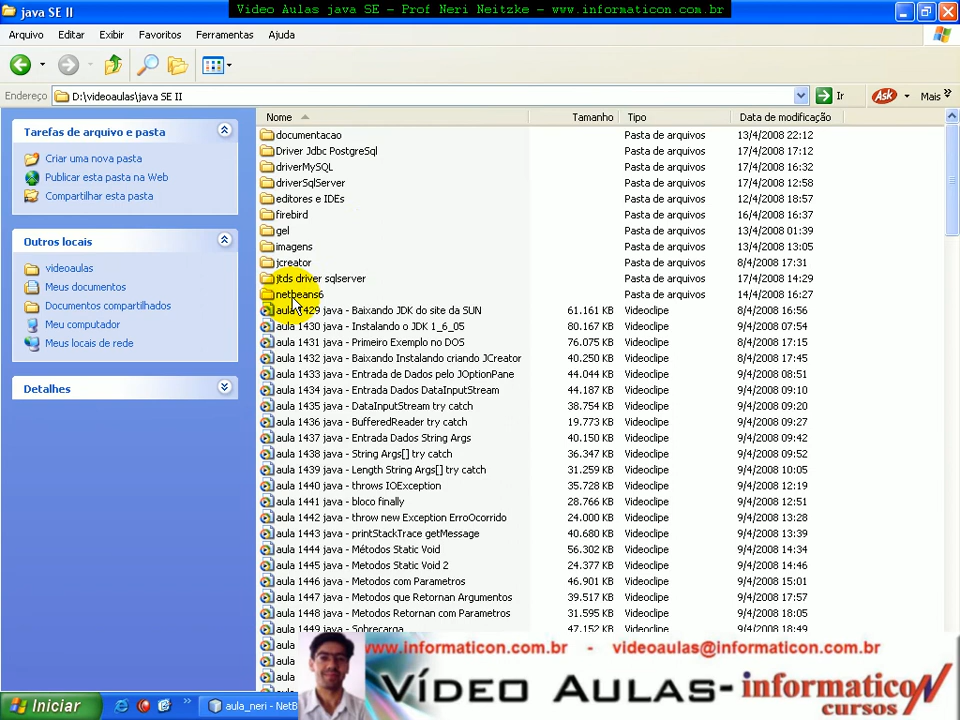 java SE II
Vídeo Aulas java SE – Prof Neri Neitzke – www.informaticon.com.br
Arquivo Editar Exibir Favoritos Ferramentas Ajuda
Endereço D:\videoaulas\java SE II Ir Ask Mais
Tarefas de arquivo e pasta
Criar uma nova pasta
Publicar esta pasta na Web
Compartilhar esta pasta
Outros locais
videoaulas
Meus documentos
Documentos compartilhados
Meu computador
Meus locais de rede
Detalhes
Nome Tamanho Tipo Data de modificação
documentacao Pasta de arquivos 13/4/2008 22:12
Driver Jdbc PostgreSql Pasta de arquivos 17/4/2008 17:12
driverMySQL Pasta de arquivos 17/4/2008 16:32
driverSqlServer Pasta de arquivos 17/4/2008 12:58
editores e IDEs Pasta de arquivos 12/4/2008 18:57
firebird Pasta de arquivos 18/4/2008 16:37
gel Pasta de arquivos 13/4/2008 01:39
imagens Pasta de arquivos 13/4/2008 13:05
jcreator Pasta de arquivos 8/4/2008 17:31
jtds driver sqlserver Pasta de arquivos 17/4/2008 14:29
netbeans6 Pasta de arquivos 14/4/2008 16:27
aula 1429 java - Baixando JDK do site da SUN 61.161 KB Videoclipe 8/4/2008 16:56
aula 1430 java - Instalando o JDK 1_6_05 80.167 KB Videoclipe 9/4/2008 07:54
aula 1431 java - Primeiro Exemplo no DOS 76.075 KB Videoclipe 8/4/2008 17:15
aula 1432 java - Baixando Instalando criando JCreator 40.250 KB Videoclipe 8/4/2008 17:45
aula 1433 java - Entrada de Dados pelo JOptionPane 44.044 KB Videoclipe 9/4/2008 08:51
aula 1434 java - Entrada Dados DataInputStream 44.187 KB Videoclipe 9/4/2008 09:10
aula 1435 java - DataInputStream try catch 38.754 KB Videoclipe 9/4/2008 09:20
aula 1436 java - BufferedReader try catch 19.773 KB Videoclipe 9/4/2008 09:27
aula 1437 java - Entrada Dados String Args 40.150 KB Videoclipe 9/4/2008 09:42
aula 1438 java - String Args[] try catch 36.347 KB Videoclipe 9/4/2008 09:52
aula 1439 java - Length String Args[] try catch 31.259 KB Videoclipe 9/4/2008 10:05
aula 1440 java - throws IOException 35.728 KB Videoclipe 9/4/2008 12:19
aula 1441 java - bloco finally 28.766 KB Videoclipe 9/4/2008 12:51
aula 1442 java - throw new Exception ErroOcorrido 24.000 KB Videoclipe 9/4/2008 13:28
aula 1443 java - printStackTrace getMessage 40.680 KB Videoclipe 9/4/2008 13:39
aula 1444 java - Métodos Static Void 56.302 KB Videoclipe 9/4/2008 14:34
aula 1445 java - Metodos Static Void 2 24.377 KB Videoclipe 9/4/2008 14:46
aula 1446 java - Metodos com Parametros 46.901 KB Videoclipe 9/4/2008 15:01
aula 1447 java - Metodos que Retornan Argumentos 39.517 KB Videoclipe 9/4/2008 17:57
aula 1448 java - Metodos Retornam com Parametros 31.595 KB Videoclipe 9/4/2008 18:05
aula 1449 java - Sobrecarga 47.152 KB Videoclipe 9/4/2008 18:49
aula
aula
aula
www.informaticon.com.br - videoaulas@informaticon.com.br
VÍDEO AULAS- informaticon
cursos
Iniciar aula_neri - NetB